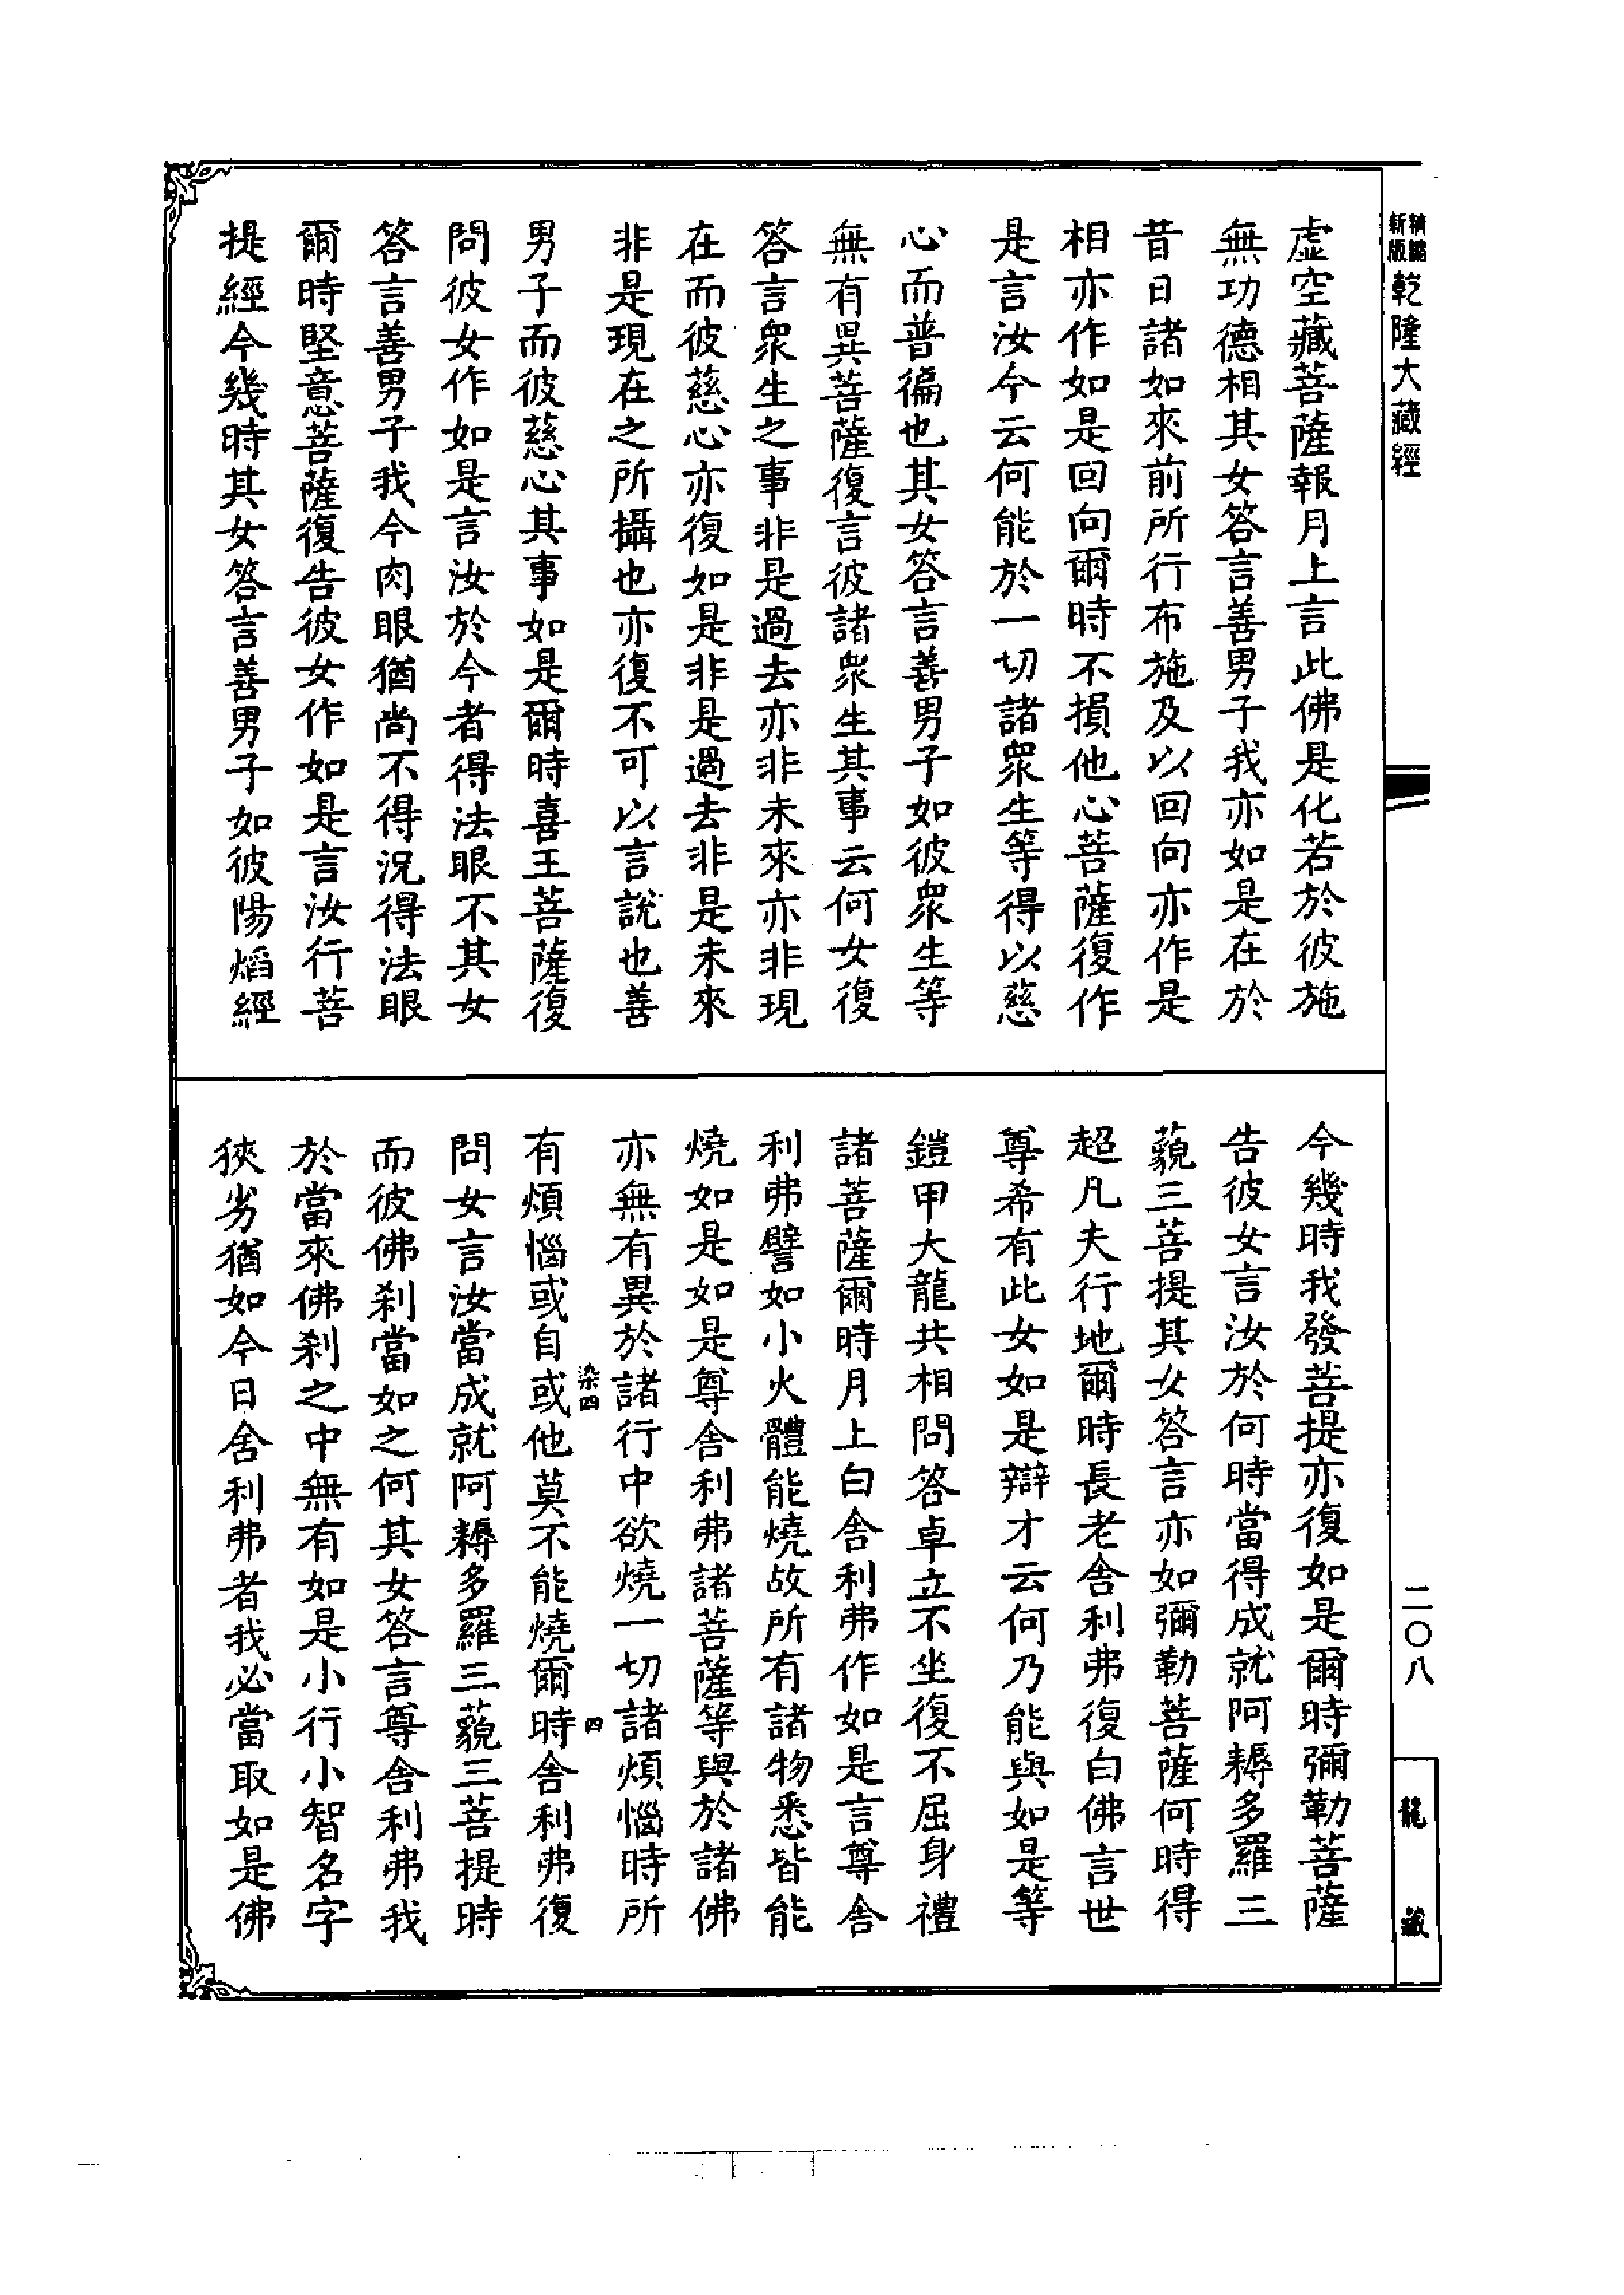 精縮新版乾隆大藏經
虛空藏菩薩報月上言此佛是化若於彼施
無功德相其女答言善男子我亦如是在於
昔日諸如來前所行布施及以回向亦作是
相亦作如是回向爾時不損他心菩薩復作
是言汝今云何能於一切諸眾生等得以慈
心而普徧也其女答言善男子如彼眾生等
無有異菩薩復言彼諸眾生其事云何女復
答言眾生之事非是過去亦非未來亦非現
在而彼慈心亦復如是非是過去非是未來
非是現在之所攝也亦復不可以言說也善
男子而彼慈心其事如是爾時喜王菩薩復
問彼女作如是言汝於今者得法眼不其女
答言善男子我今肉眼猶尚不得況得法眼
爾時堅意菩薩復告彼女作如是言汝行菩
提經今幾時其女答言善男子如彼陽焰經
今幾時我發菩提亦復如是爾時彌勒菩薩
告彼女言汝於何時當得成就阿耨多羅三
藐三菩提其女答言亦如彌勒菩薩何時得
超凡夫行地爾時長老舍利弗復白佛言世
尊希有此女如是辯才云何乃能與如是等
鎧甲大龍共相問答卓立不坐復不屈身禮
諸菩薩爾時月上白舍利弗作如是言尊舍
利弗譬如小火體能燒故所有諸物悉皆能
燒如是如是尊舍利弗諸菩薩等與於諸佛
亦無有異於諸行中欲燒一切諸煩惱時所
染四
四
有煩惱或自或他莫不能燒爾時舍利弗復
問女言汝當成就阿耨多羅三藐三菩提時
而彼佛剎當如之何其女答言尊舍利弗我
於當來佛剎之中無有如是小行小智名字
狹劣猶如今日舍利弗者我必當取如是佛
二〇八
龍藏